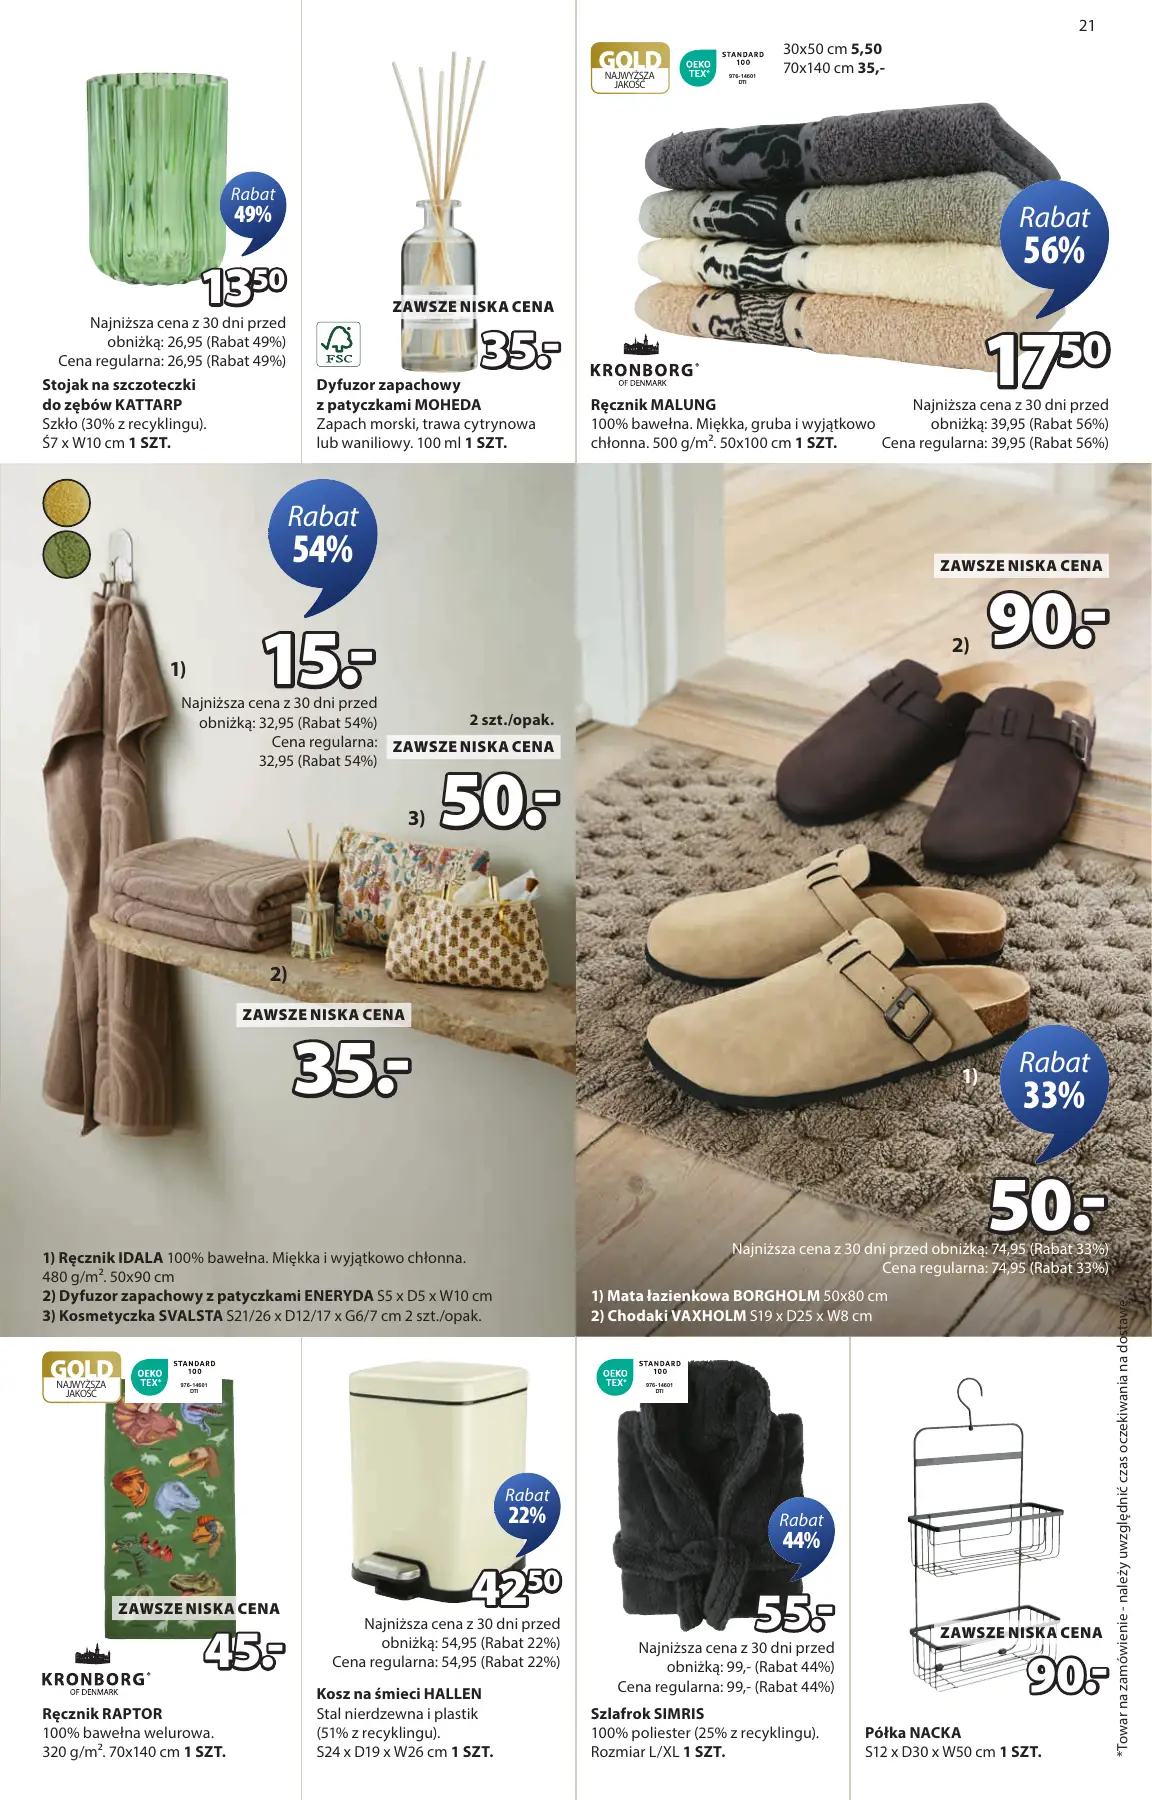 21
Rabat
49%
13 50
Najniższa cena z 30 dni przed
obniżką: 26,95 (Rabat 49%)
Cena regularna: 26,95 (Rabat 49%)
Stojak na szczoteczki
do zębów KATTARP
Szkło (30% z recyklingu).
Ś7 x W10 cm 1 SZT.
ZAWSZE NISKA CENA
35.-
FSC
Dyfuzor zapachowy
z patyczkami MOHEDA
Zapach morski, trawa cytrynowa
lub waniliowy. 100 ml 1 SZT.
GOLD
NAJWYŻSZA
JAKOŚĆ
OEKO
TEX®
STANDARD
100
976-14601
DTI
30x50 cm 5,50
70x140 cm 35,-
Rabat
56%
17 50
KRONBORG®
OF DENMARK
Ręcznik MALUNG
100% bawełna. Miękka, gruba i wyjątkowo
chłonna. 500 g/m². 50x100 cm 1 SZT.
Najniższa cena z 30 dni przed
obniżką: 39,95 (Rabat 56%)
Cena regularna: 39,95 (Rabat 56%)
Rabat
54%
1)
15.-
Najniższa cena z 30 dni przed
obniżką: 32,95 (Rabat 54%)
Cena regularna:
32,95 (Rabat 54%)
2 szt./opak.
ZAWSZE NISKA CENA
3)
50.-
2)
ZAWSZE NISKA CENA
35.-
1) Ręcznik IDALA 100% bawełna. Miękka i wyjątkowo chłonna.
480 g/m². 50x90 cm
2) Dyfuzor zapachowy z patyczkami ENERYDA S5 x D5 x W10 cm
3) Kosmetyczka SVALSTA S21/26 x D12/17 x G6/7 cm 2 szt./opak.
ZAWSZE NISKA CENA
2)
90.-
1)
Rabat
33%
50.-
Najniższa cena z 30 dni przed obniżką: 74,95 (Rabat 33%)
Cena regularna: 74,95 (Rabat 33%)
1) Mata łazienkowa BORGHOLM 50x80 cm
2) Chodaki VAXHOLM S19 x D25 x W8 cm
GOLD
NAJWYŻSZA
JAKOŚĆ
OEKO
TEX®
STANDARD
100
976-14601
DTI
ZAWSZE NISKA CENA
45.-
KRONBORG®
OF DENMARK
Ręcznik RAPTOR
100% bawełna welurowa.
320 g/m². 70x140 cm 1 SZT.
Rabat
22%
42 50
Najniższa cena z 30 dni przed
obniżką: 54,95 (Rabat 22%)
Cena regularna: 54,95 (Rabat 22%)
Kosz na śmieci HALLEN
Stal nierdzewna i plastik
(51% z recyklingu).
S24 x D19 x W26 cm 1 SZT.
OEKO
TEX®
STANDARD
100
976-14601
DTI
Rabat
44%
55.-
Najniższa cena z 30 dni przed
obniżką: 99,- (Rabat 44%)
Cena regularna: 99,- (Rabat 44%)
Szlafrok SIMRIS
100% poliester (25% z recyklingu).
Rozmiar L/XL 1 SZT.
ZAWSZE NISKA CENA
90.-
Półka NACKA
S12 x D30 x W50 cm 1 SZT.
*Towar na zamówienie - należy uwzględnić czas oczekiwania na dostawę.